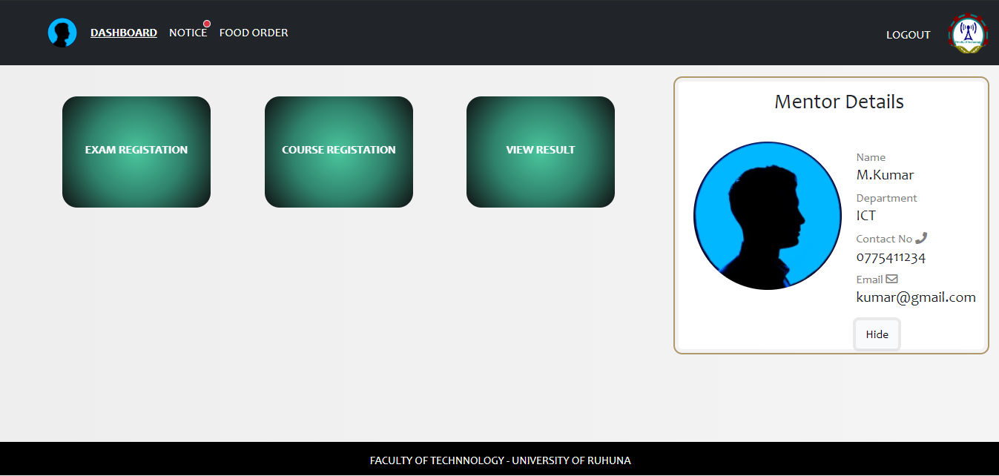 DASHBOARD NOTICE FOOD ORDER LOGOUT
EXAM REGISTATION
COURSE REGISTATION
VIEW RESULT
Mentor Details
Name
M.Kumar
Department
ICT
Contact No
0775411234
Email
kumar@gmail.com
Hide
FACULTY OF TECHNNOLOGY - UNIVERSITY OF RUHUNA